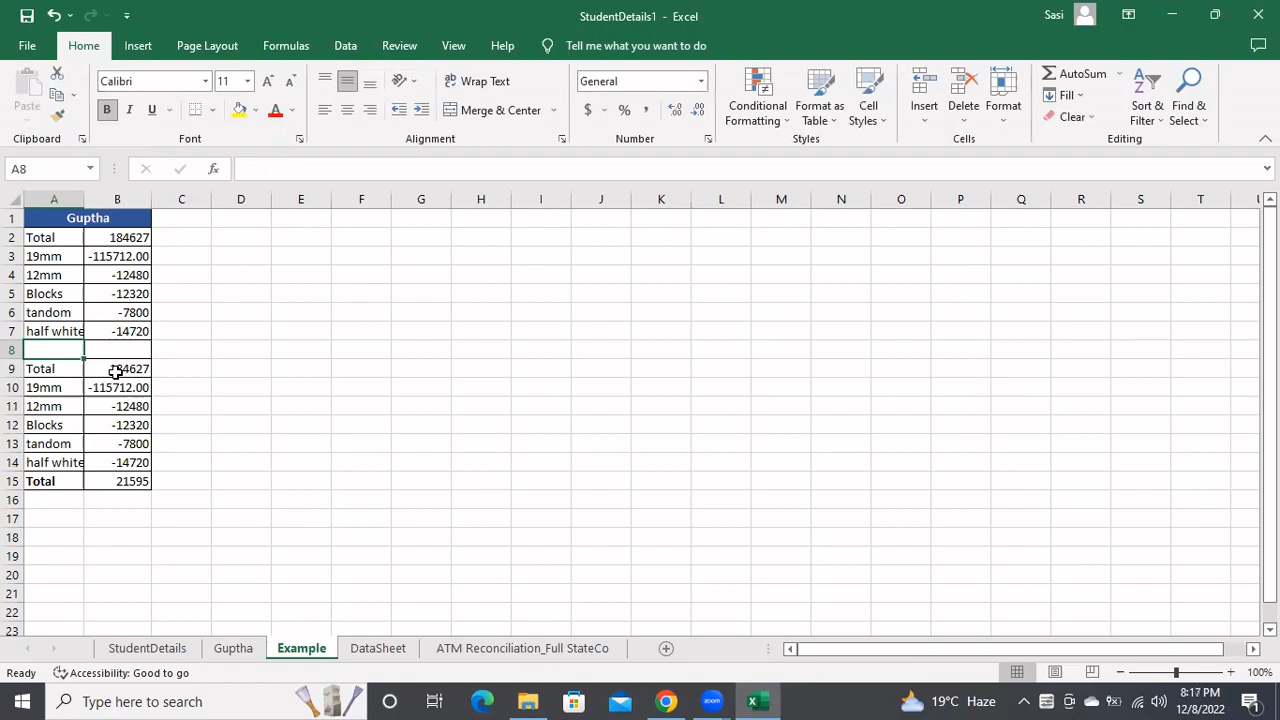 StudentDetails1 - Excel
Sasi
File Home Insert Page Layout Formulas Data Review View Help Tell me what you want to do
Paste
Calibri 11
B I U
A
Wrap Text
Merge & Center
General
$ % ,
Conditional Formatting
Format as Table
Cell Styles
Insert
Delete
Format
AutoSum
Fill
Clear
Sort & Filter
Find & Select
Clipboard Font Alignment Number Styles Cells Editing
A8 fx
A B C D E F G H I J K L M N O P Q R S T
1 Guptha
2 Total 184627
3 19mm -115712.00
4 12mm -12480
5 Blocks -12320
6 tandom -7800
7 half white -14720
8
9 Total 84627
10 19mm -115712.00
11 12mm -12480
12 Blocks -12320
13 tandom -7800
14 half white -14720
15 Total 21595
16
17
18
19
20
21
22
23
StudentDetails Guptha Example DataSheet ATM Reconciliation_Full StateCo
Ready Accessibility: Good to go 100%
Type here to search
zoom
19°C Haze
8:17 PM
12/8/2022
1